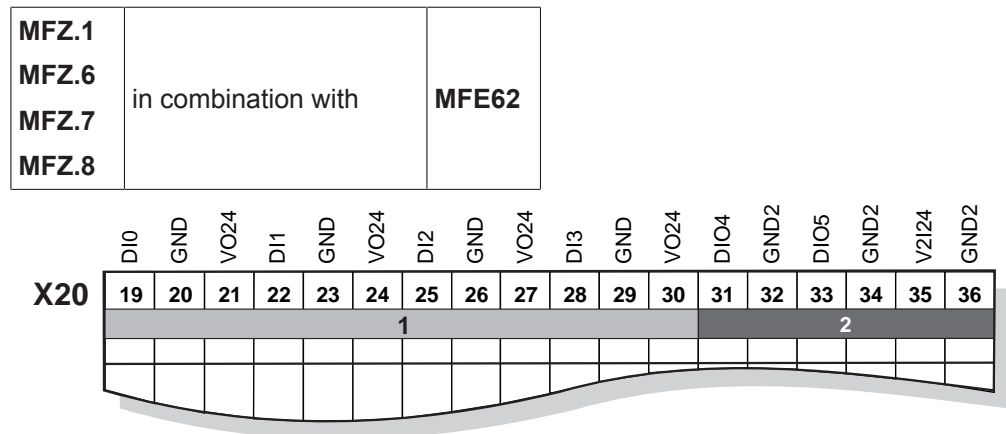 MFZ.1
MFZ.6
MFZ.7
MFZ.8
in combination with
MFE62
DI0 GND VO24 DI1 GND VO24 DI2 GND VO24 DI3 GND VO24 DIO4 GND2 DIO5 GND2 V2I24 GND2
X20 19 20 21 22 23 24 25 26 27 28 29 30 31 32 33 34 35 36
1 2